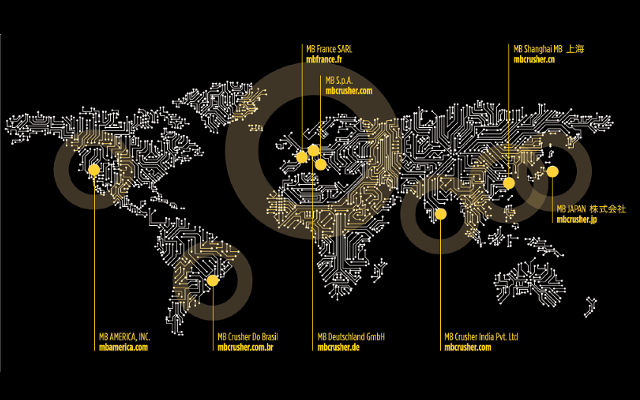 MB France SARL
mbfrance.fr
MB S.p.A.
mbcrusher.com
MB Shanghai MB 上海
mbcrusher.cn
MB JAPAN 株式会社
mbcrusher.jp
MB AMERICA, INC.
mbamerica.com
MB Crusher Do Brasil
mbcrusher.com.br
MB Deutschland GmbH
mbcrusher.de
MB Crusher India Pvt. Ltd
mbcrusher.com